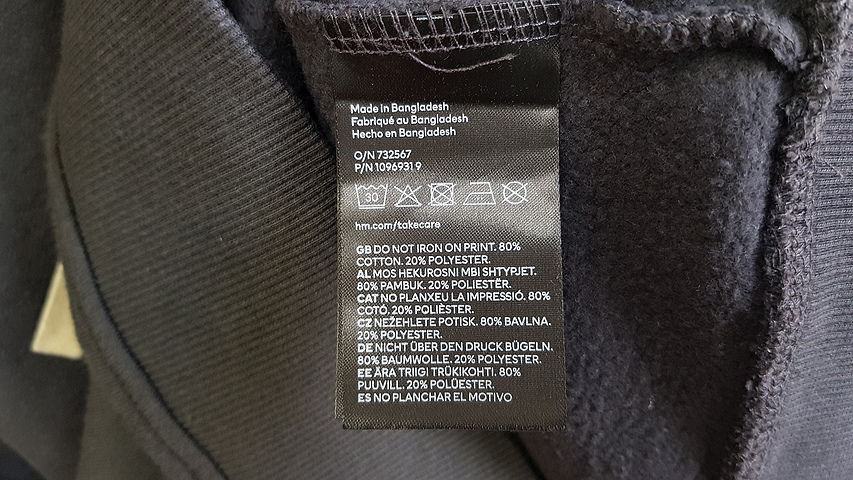 Made in Bangladesh
Fabriqué au Bangladesh
Hecho en Bangladesh
O/N 732567
P/N 1096931 9
30
hm.com/takecare
GB DO NOT IRON ON PRINT. 80%
COTTON. 20% POLYESTER.
AL MOS HEKUROSNI MBI SHTYPJET.
80% PAMBUK. 20% POLIESTËR.
CAT NO PLANXEU LA IMPRESSIÓ. 80%
COTÓ. 20% POLIÈSTER.
CZ NEŽEHLETE POTISK. 80% BAVLNA.
20% POLYESTER.
DE NICHT ÜBER DEN DRUCK BÜGELN.
80% BAUMWOLLE. 20% POLYESTER.
EE ÄRA TRIIGI TRÜKIKOHTI. 80%
PUUVILL. 20% POLÜESTER.
ES NO PLANCHAR EL MOTIVO